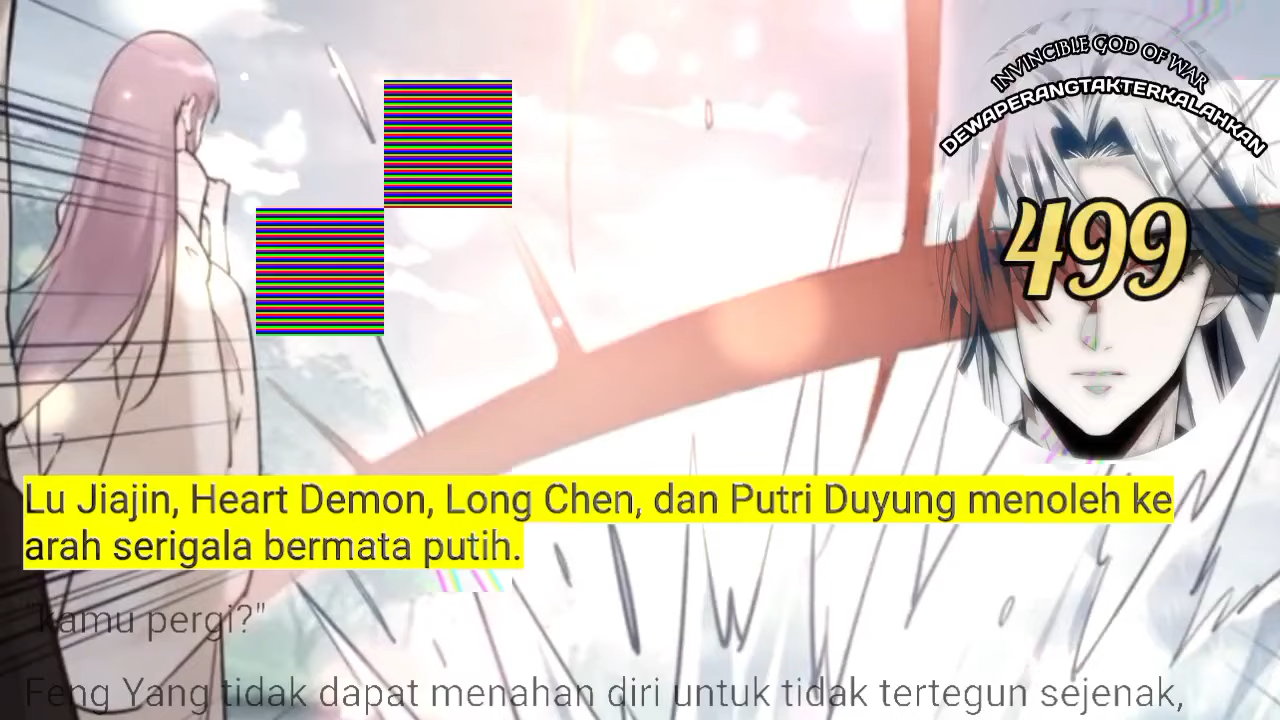 INVINCIBLE GOD OF WAR
DEWAPERANGTAKTERKALAHKAN
499
Lu Jiajin, Heart Demon, Long Chen, dan Putri Duyung menoleh ke
arah serigala bermata putih.
"kamu pergi?"
Feng Yang tidak dapat menahan diri untuk tidak tertegun sejenak,